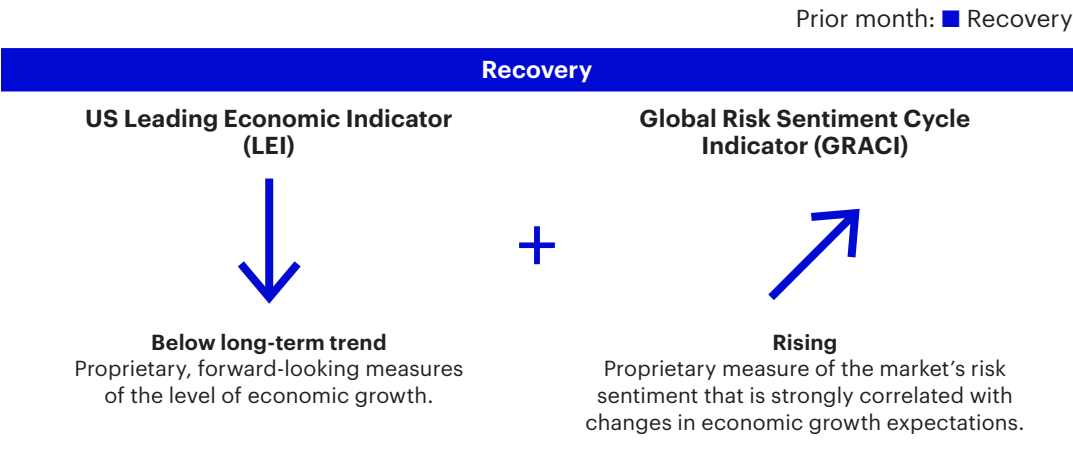 Prior month: ■ Recovery
Recovery
US Leading Economic Indicator
(LEI)
Below long-term trend
Proprietary, forward-looking measures
of the level of economic growth.
+
Global Risk Sentiment Cycle
Indicator (GRACI)
Rising
Proprietary measure of the market’s risk
sentiment that is strongly correlated with
changes in economic growth expectations.